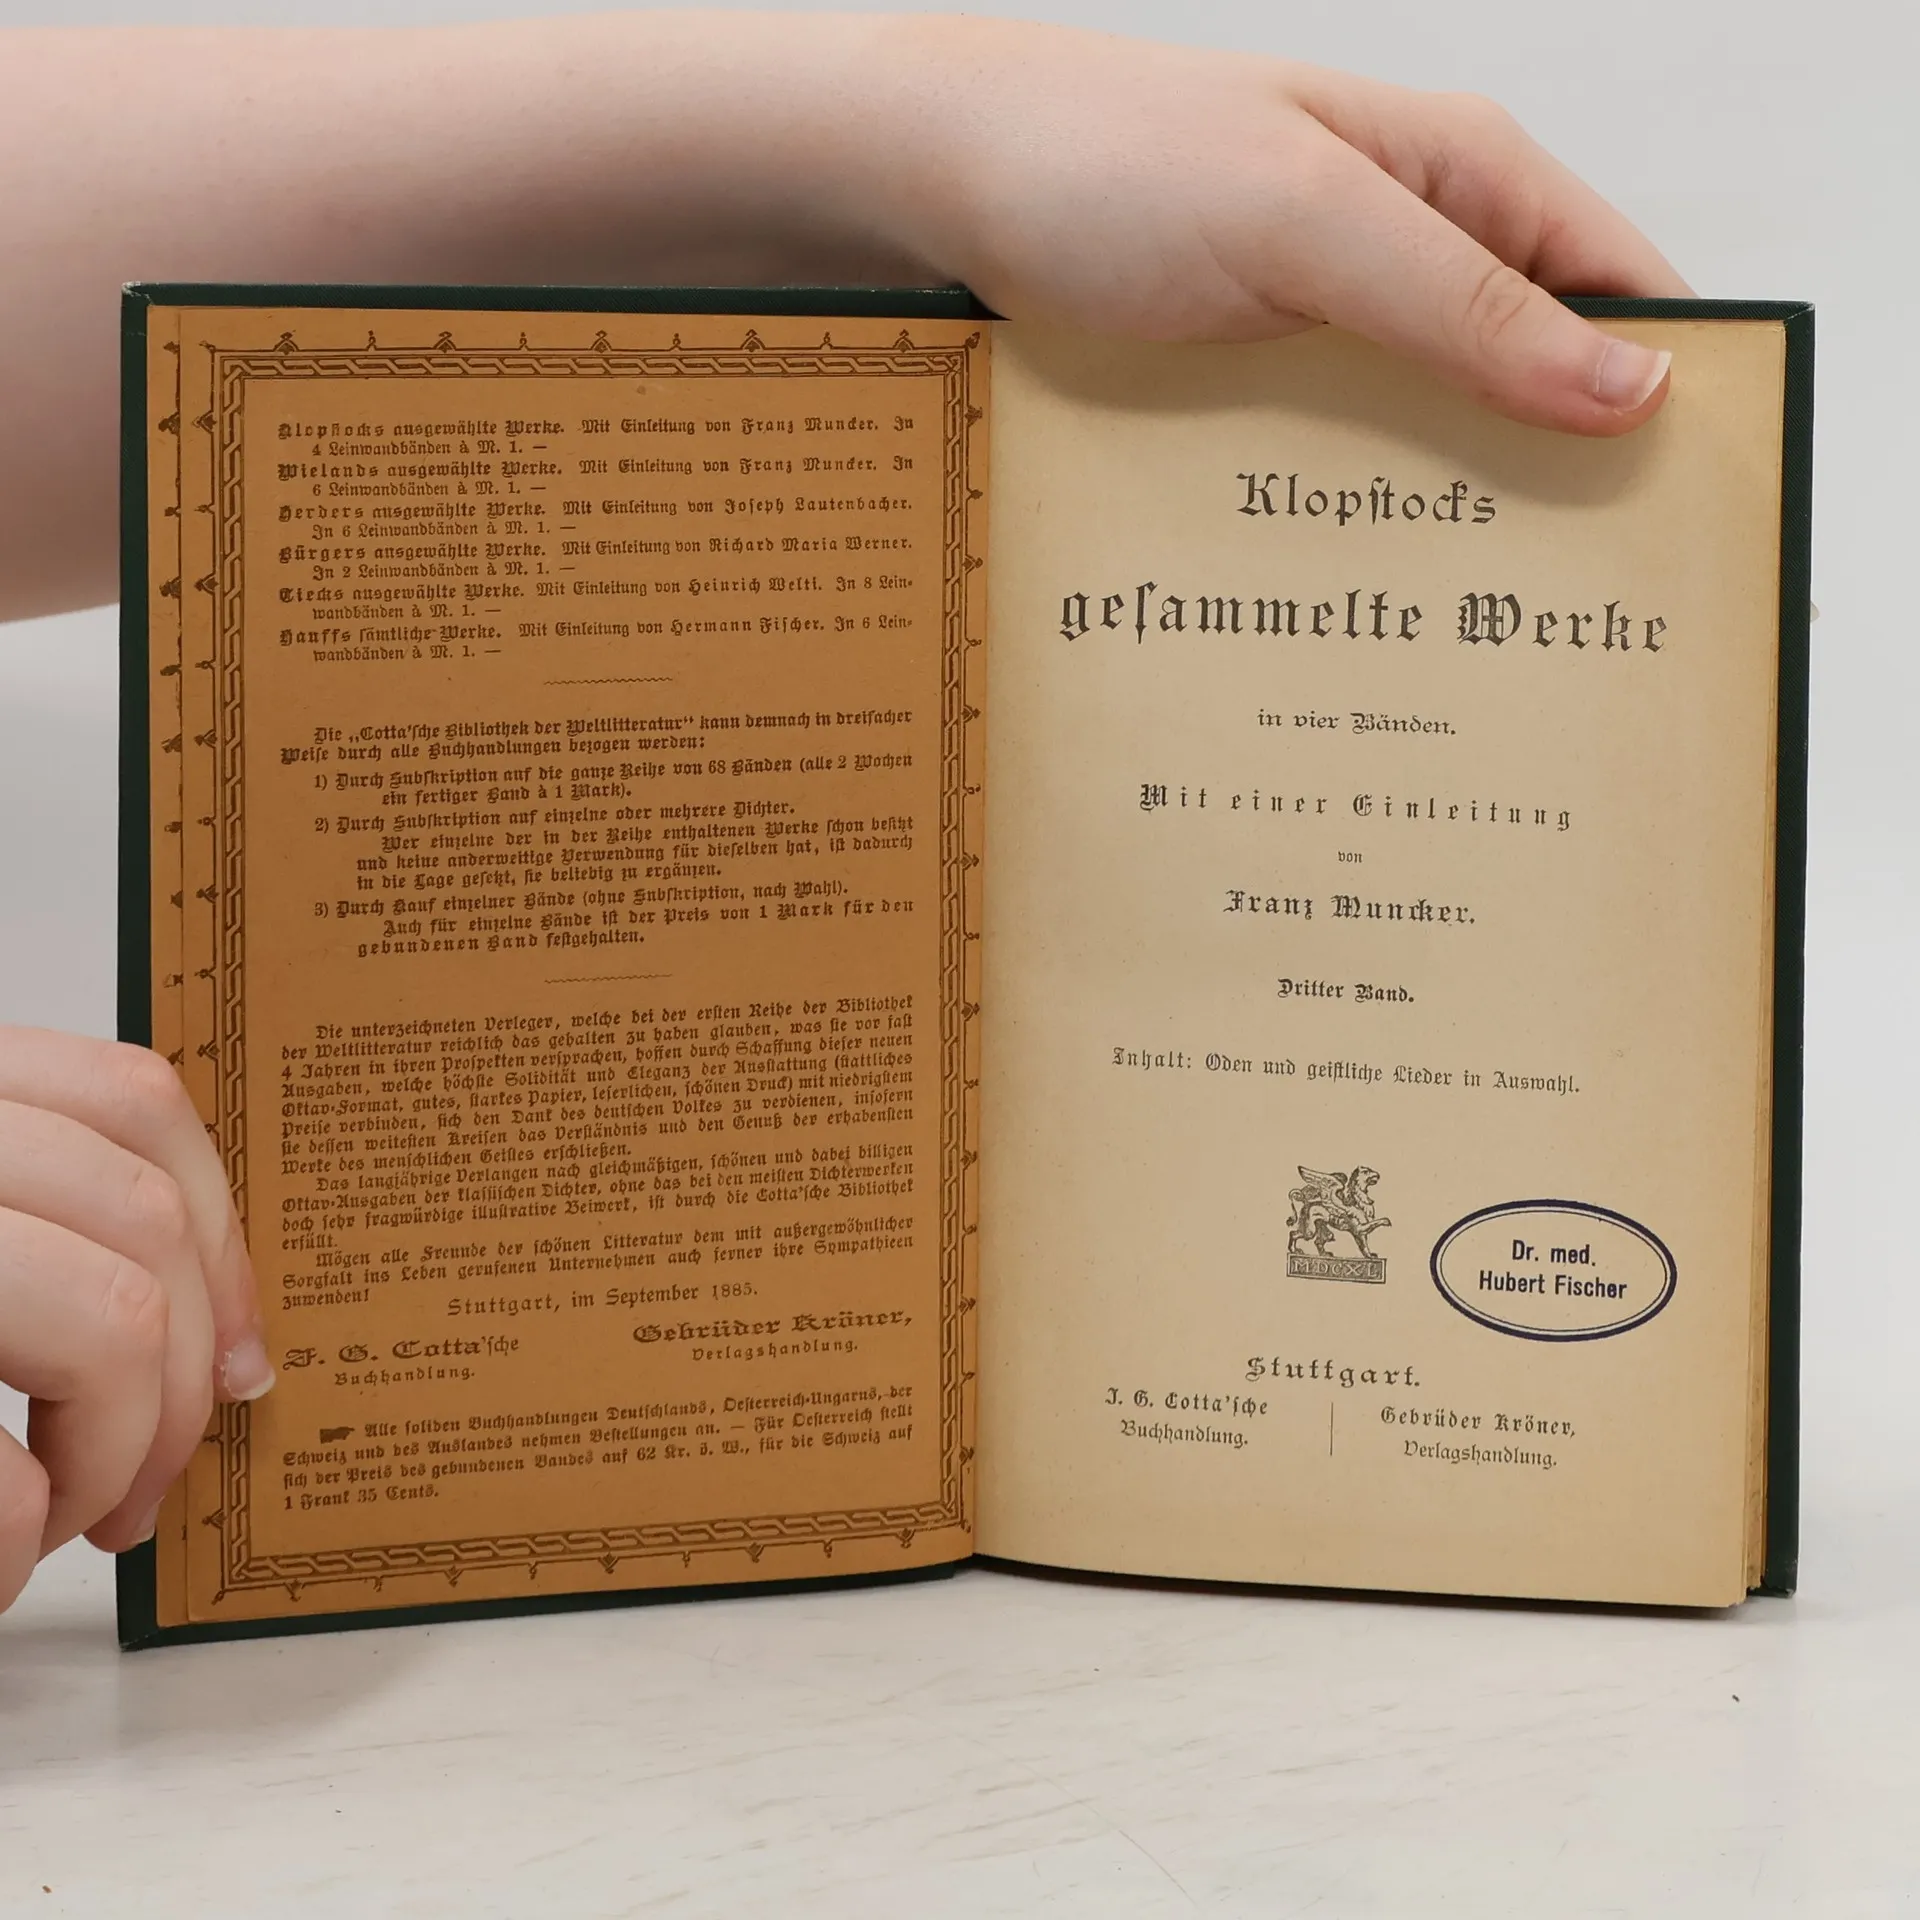 Klopstocks ausgewählte Werke. Mit Einleitung von Franz Muncker. In
4 Leinwandbänden à M. 1. —
Wielands ausgewählte Werke. Mit Einleitung von Franz Muncker. In
6 Leinwandbänden à M. 1. —
Herders ausgewählte Werke. Mit Einleitung von Joseph Lautenbacher.
In 6 Leinwandbänden à M. 1. —
Bürgers ausgewählte Werke. Mit Einleitung von Richard Maria Werner.
In 2 Leinwandbänden à M. 1. —
Tiecks ausgewählte Werke. Mit Einleitung von Heinrich Welti. In 8 Lein-
wandbänden à M. 1. —
Hauffs sämtliche Werke. Mit Einleitung von Hermann Fischer. In 6 Lein-
wandbänden à M. 1. —
Die „Cotta'sche Bibliothek der Weltlitteratur“ kann demnach in dreifacher
Weise durch alle Buchhandlungen bezogen werden:
1) Durch Subskription auf die ganze Reihe von 68 Bänden (alle 2 Wochen
ein fertiger Band à 1 Mark).
2) Durch Subskription auf einzelne oder mehrere Dichter.
Wer einzelne der in der Reihe enthaltenen Werke schon besitzt
und keine anderweitige Verwendung für dieselben hat, ist dadurch
in die Lage gesetzt, sie beliebig zu ergänzen.
3) Durch Kauf einzelner Bände (ohne Subskription, nach Wahl).
Auch für einzelne Bände ist der Preis von 1 Mark für den
gebundenen Band festgehalten.
Die unterzeichneten Verleger, welche bei der ersten Reihe der Bibliothek
der Weltlitteratur reichlich das gehalten zu haben glauben, was sie vor fast
4 Jahren in ihren Prospekten versprachen, hoffen durch Schaffung dieser neuen
Ausgaben, welche höchste Solidität und Eleganz der Ausstattung (stattliches
Oktav-Format, gutes, starkes Papier, leserlichen, schönen Druck) mit niedrigstem
Preise verbinden, sich den Dank des deutschen Volkes zu verdienen, insofern
sie dessen weitesten Kreisen das Verständnis und den Genuß der erhabensten
Werke des menschlichen Geistes erschließen.
Das langjährige Verlangen nach gleichmäßigen, schönen und dabei billigen
Oktav-Ausgaben der klassischen Dichter, ohne das bei den meisten Dichterwerken
doch sehr fragwürdige illustrative Beiwerk, ist durch die Cotta'sche Bibliothek
erfüllt.
Mögen alle Freunde der schönen Litteratur dem mit außergewöhnlicher
Sorgfalt ins Leben gerufenen Unternehmen auch ferner ihre Sympathieen
zuwenden!
Stuttgart, im September 1885.
J. G. Cotta'sche
Buchhandlung.
Gebrüder Kröner,
Verlagshandlung.
Alle soliden Buchhandlungen Deutschlands, Oesterreich-Ungarns, der
Schweiz und des Auslandes nehmen Bestellungen an. — Für Oesterreich stellt
sich der Preis des gebundenen Bandes auf 62 Kr. ö. W., für die Schweiz auf
1 Frank 35 Cents.
Klopstocks
gesammelte Werke
in vier Bänden.
Mit einer Einleitung
von
Franz Muncker.
Dritter Band.
Inhalt: Oden und geistliche Lieder in Auswahl.
MDCXL
Dr. med.
Hubert Fischer
Stuttgart.
J. G. Cotta'sche
Buchhandlung.
Gebrüder Kröner,
Verlagshandlung.